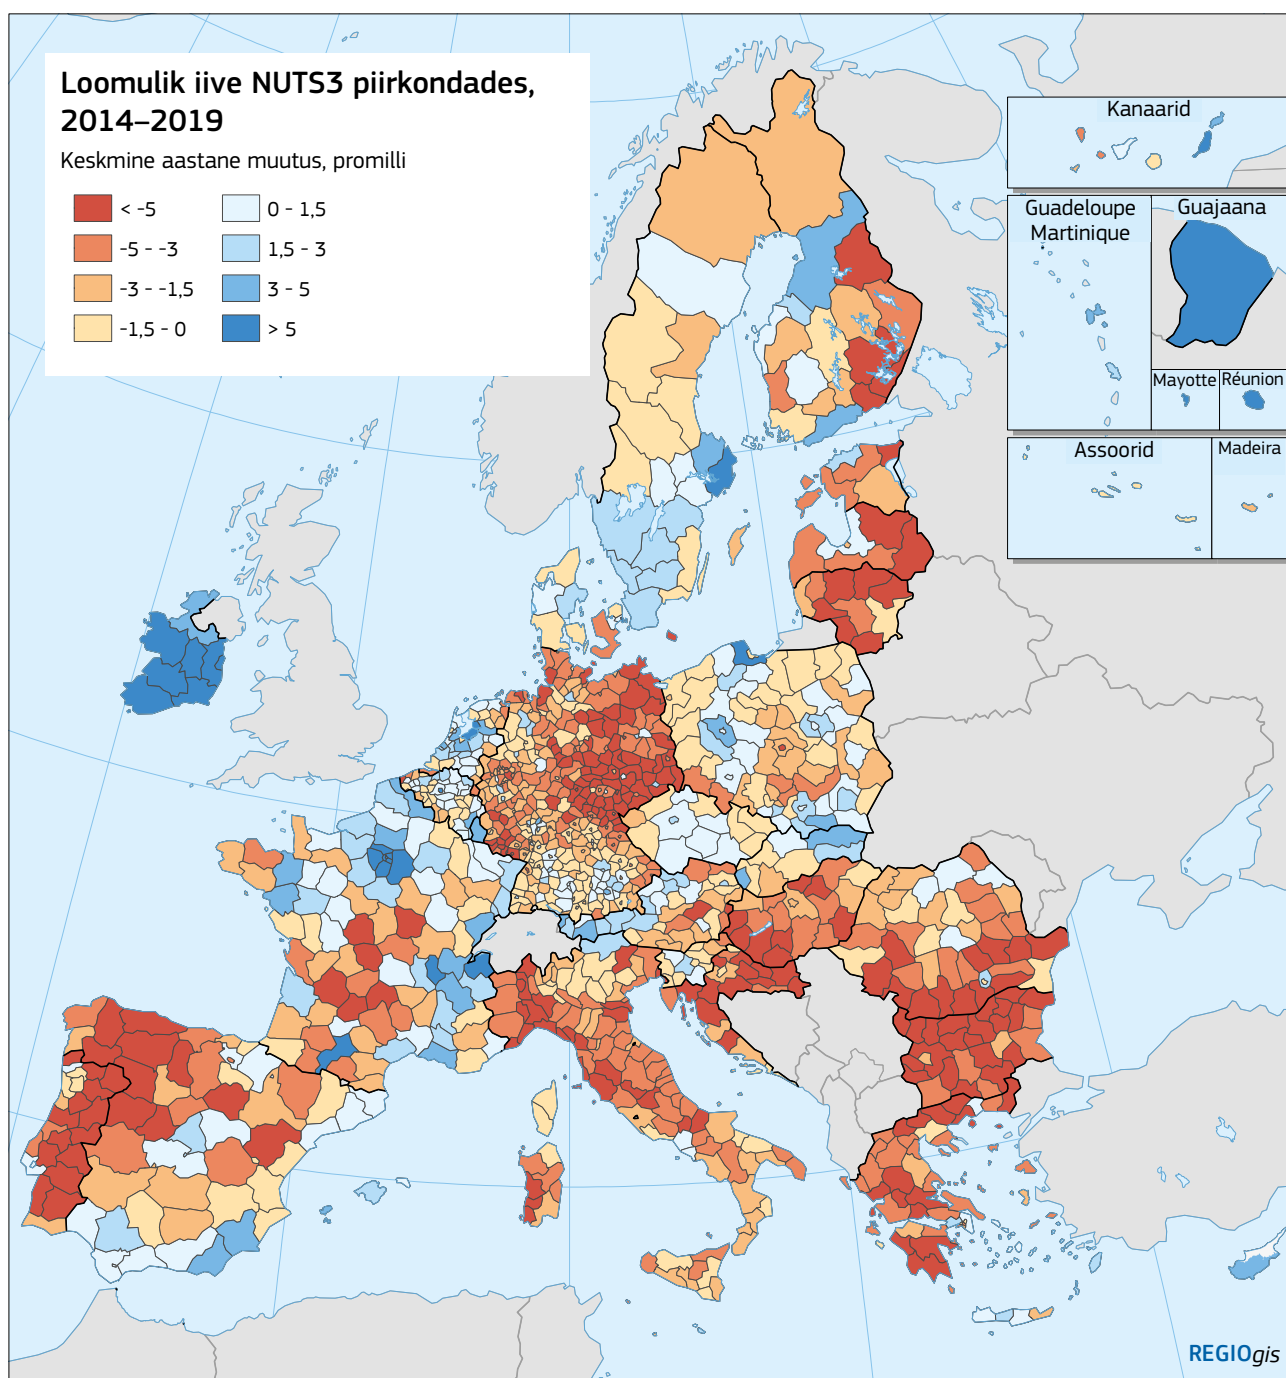 Loomulik iive NUTS3 piirkondades,
2014–2019
Keskmine aastane muutus, promilli
< -5
-5 - -3
-3 - -1,5
-1,5 - 0
0 - 1,5
1,5 - 3
3 - 5
> 5
Kanaarid
Guadeloupe
Martinique
Guajaana
Mayotte
Réunion
Assoorid
Madeira
REGIOgis